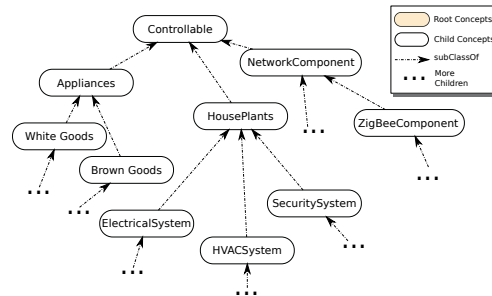 Controllable
Root Concepts
Child Concepts
subClassOf
More
Children
NetworkComponent
Appliances
HousePlants
White Goods
ZigBeeComponent
Brown Goods
SecuritySystem
ElectricalSystem
HVACSystem